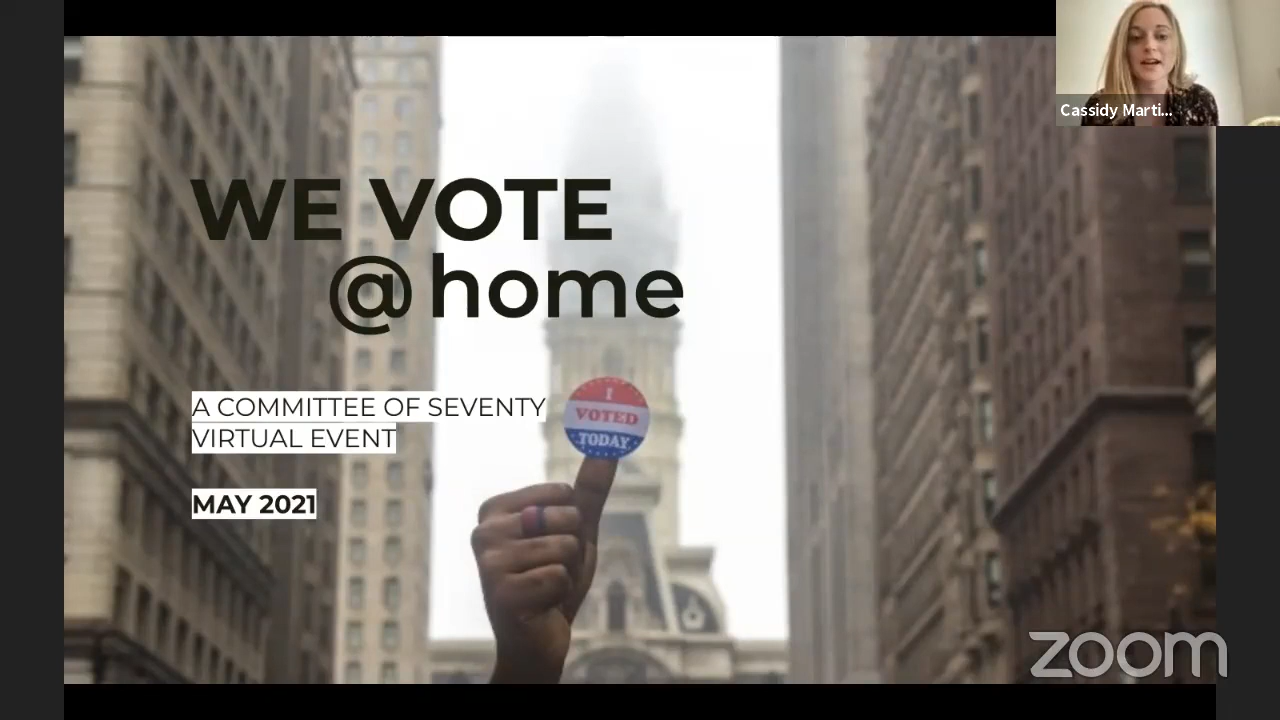 Cassidy Marti...
WE VOTE
@home
A COMMITTEE OF SEVENTY
VIRTUAL EVENT
I
VOTED
TODAY
MAY 2021
zoom